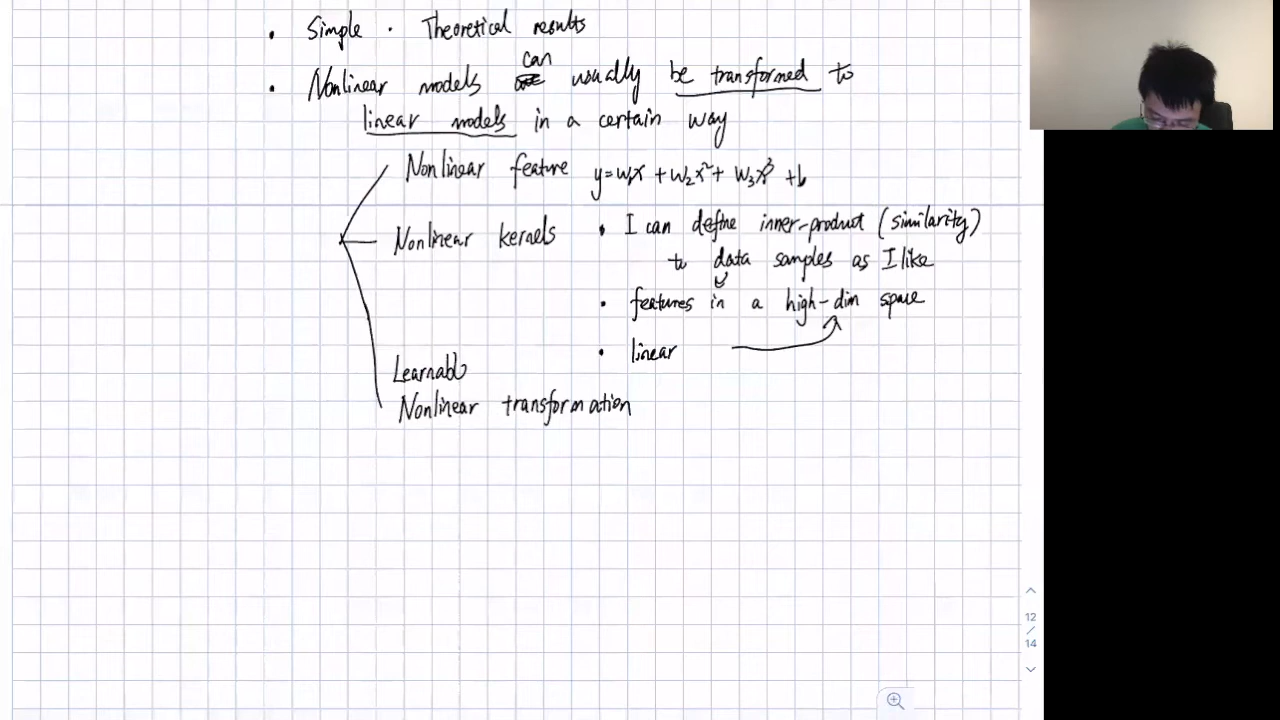 • Simple • Theoretical results
can
• Nonlinear models usually be transformed to
linear models in a certain way
Nonlinear feature y=w₁x + w₂x² + w₃x³ + b
Nonlinear kernels • I can define inner-product (similarity)
to data samples as I like
• features in a high-dim space
• linear
Learnable
Nonlinear transformation
12
/
14